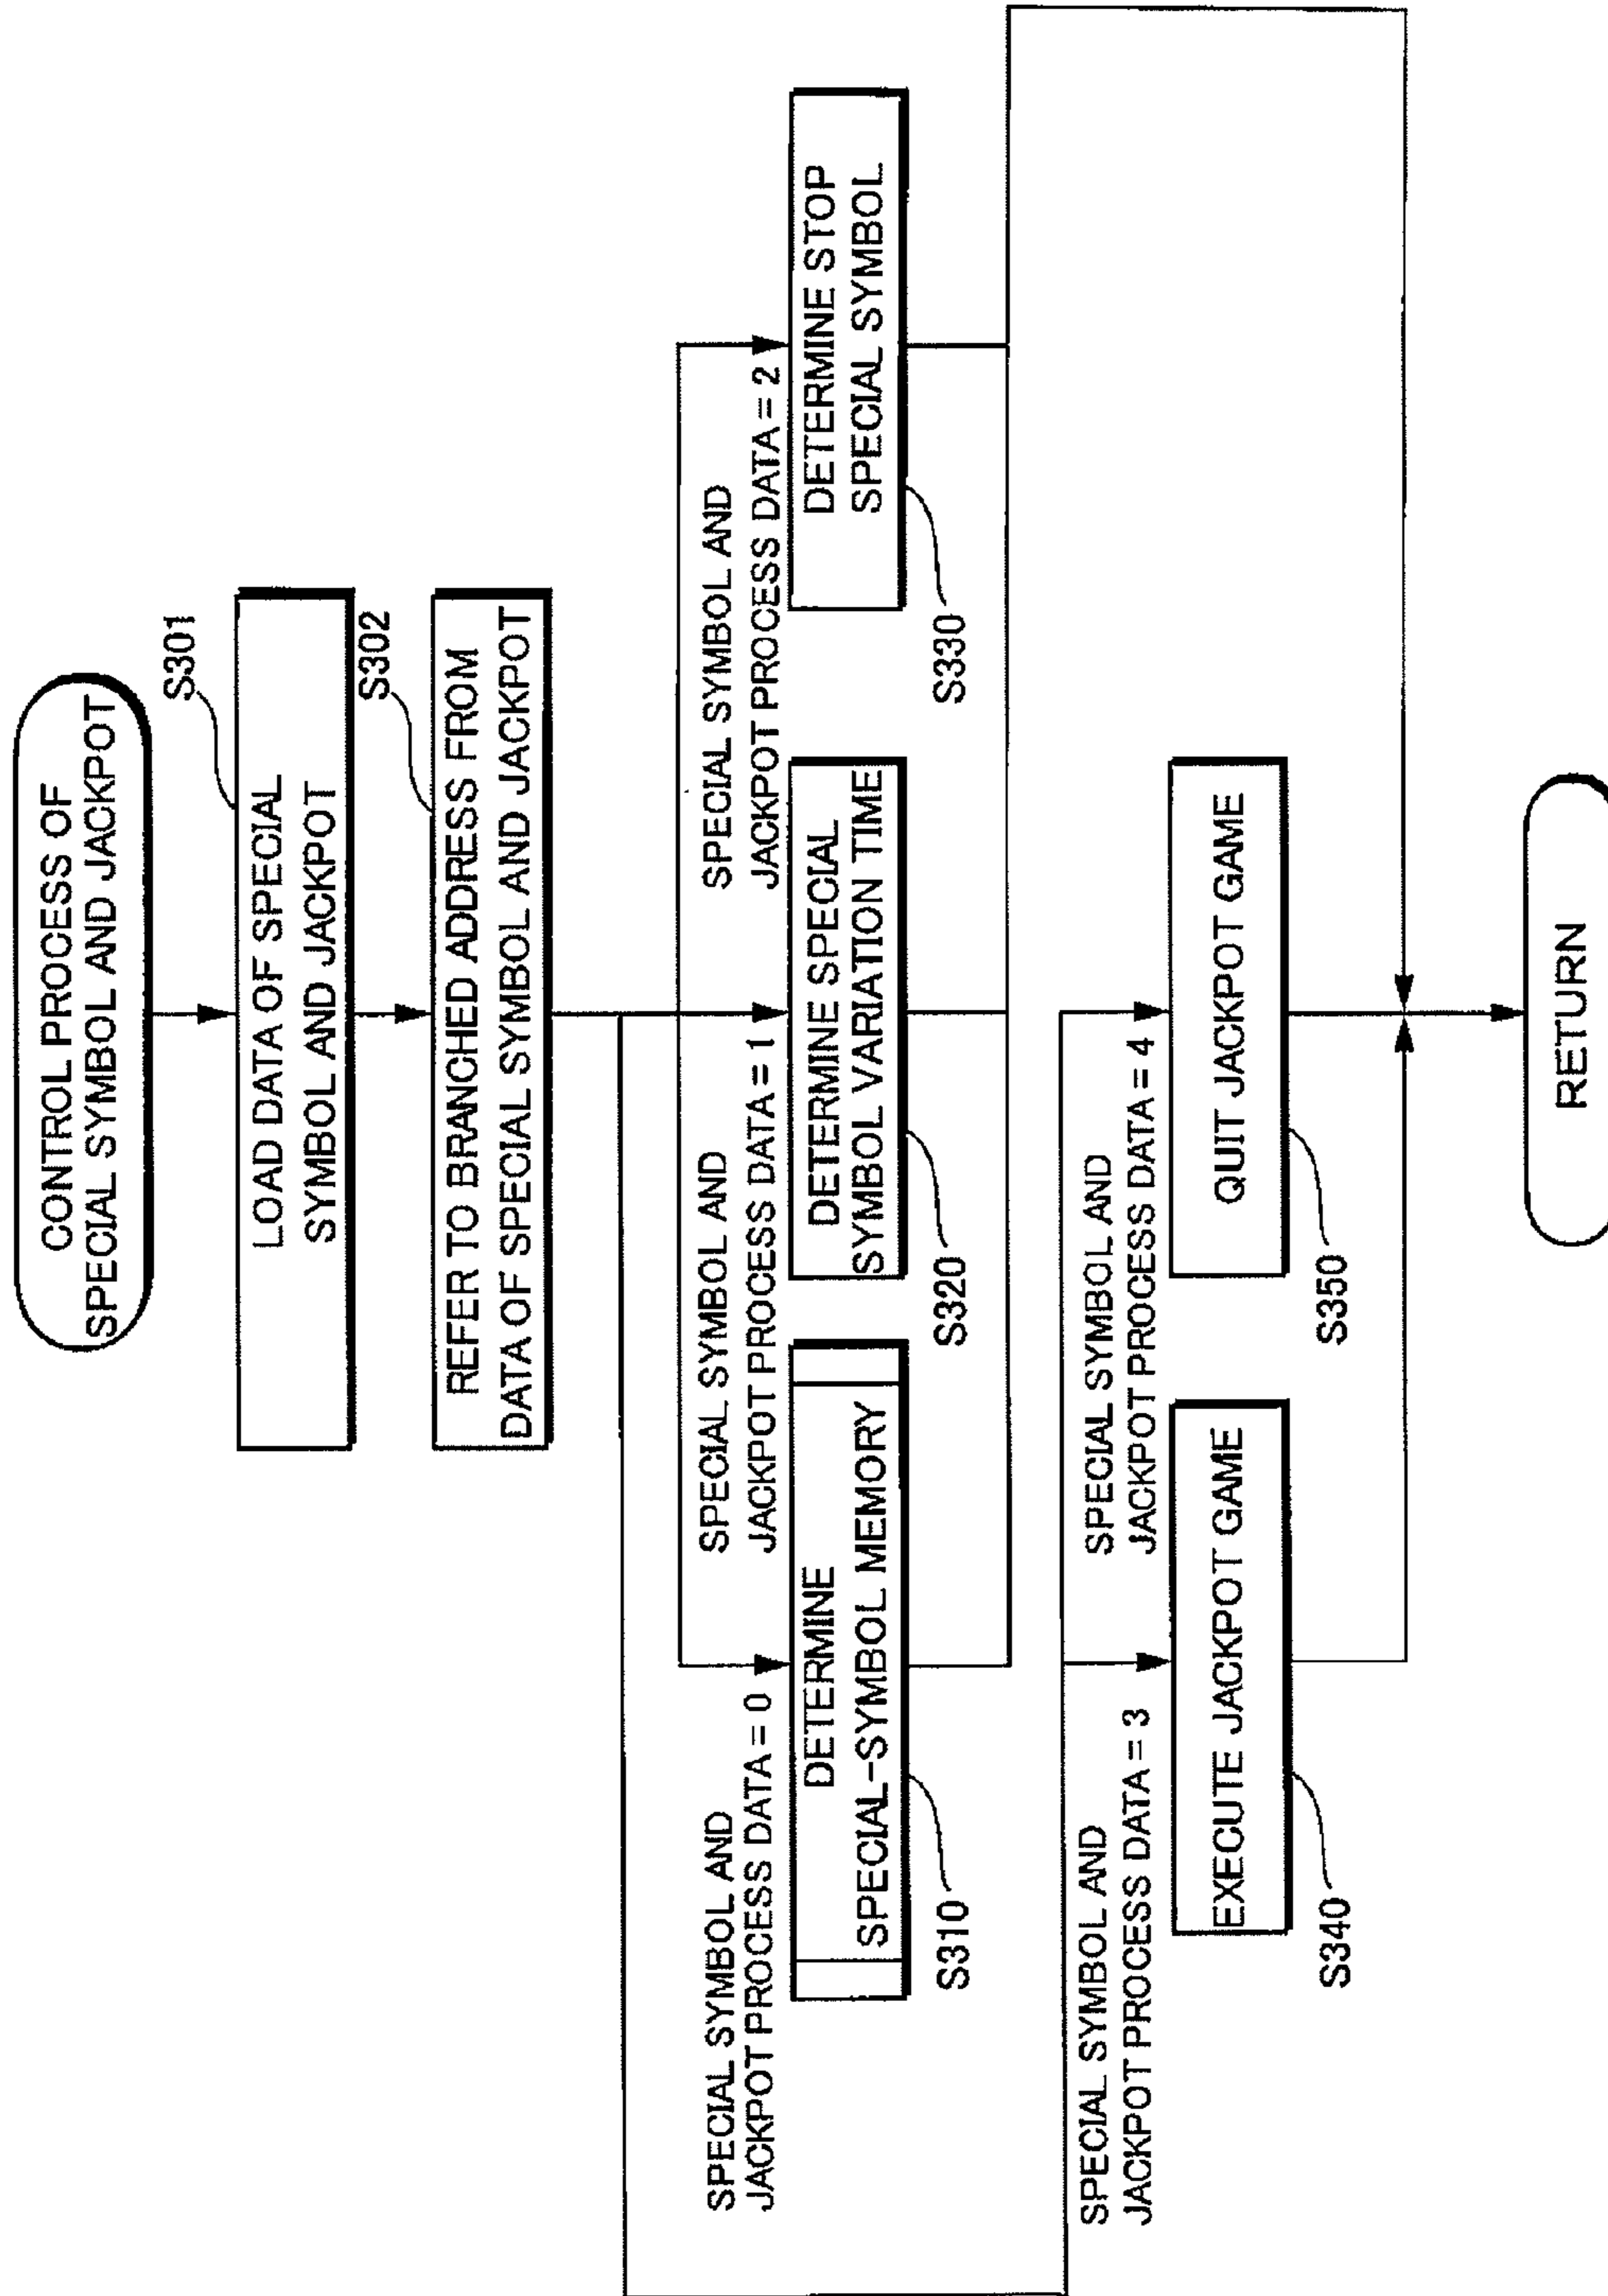 CONTROL PROCESS OF
SPECIAL SYMBOL AND JACKPOT
S301
LOAD DATA OF SPECIAL
SYMBOL AND JACKPOT
S302
REFER TO BRANCHED ADDRESS FROM
DATA OF SPECIAL SYMBOL AND JACKPOT
SPECIAL SYMBOL AND
JACKPOT PROCESS DATA = 0
SPECIAL SYMBOL AND
JACKPOT PROCESS DATA = 1
SPECIAL SYMBOL AND
JACKPOT PROCESS DATA = 2
DETERMINE
SPECIAL-SYMBOL MEMORY
S310
DETERMINE SPECIAL
SYMBOL VARIATION TIME
S320
DETERMINE STOP
SPECIAL SYMBOL
S330
SPECIAL SYMBOL AND
JACKPOT PROCESS DATA = 3
SPECIAL SYMBOL AND
JACKPOT PROCESS DATA = 4
EXECUTE JACKPOT GAME
S340
QUIT JACKPOT GAME
S350
RETURN